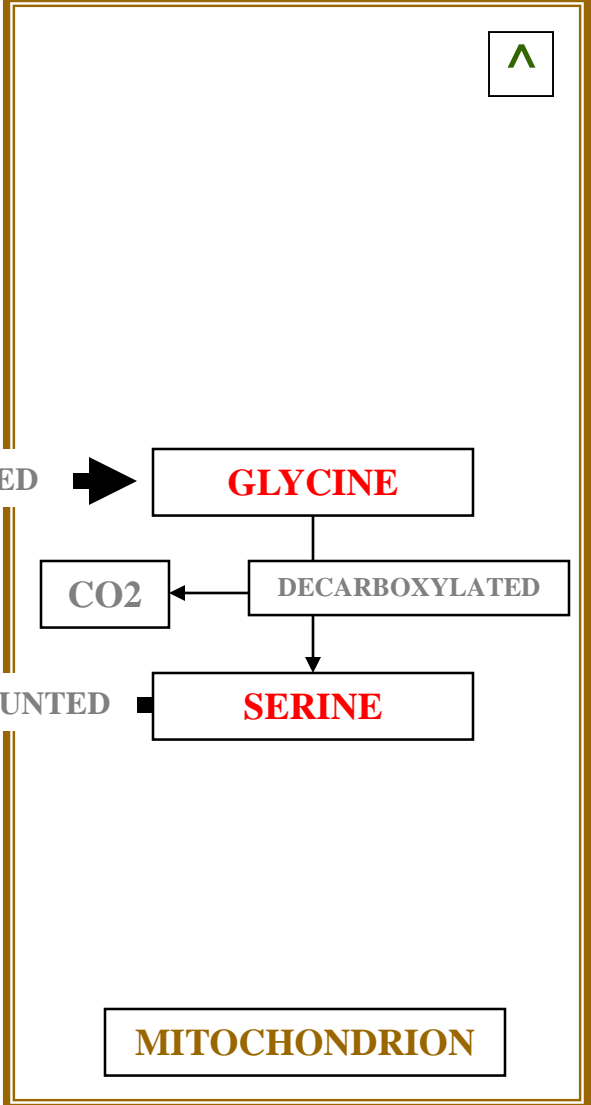 ^
ED
GLYCINE
CO2
DECARBOXYLATED
UNTED
SERINE
MITOCHONDRION